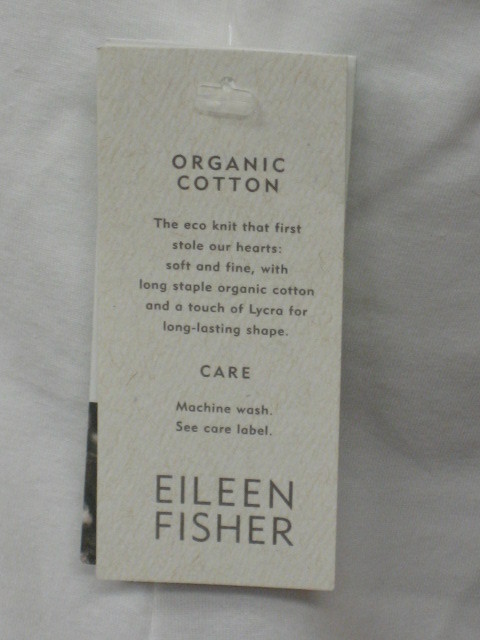 ORGANIC
COTTON
The eco knit that first
stole our hearts:
soft and fine, with
long staple organic cotton
and a touch of Lycra for
long-lasting shape.
CARE
Machine wash.
See care label.
EILEEN
FISHER